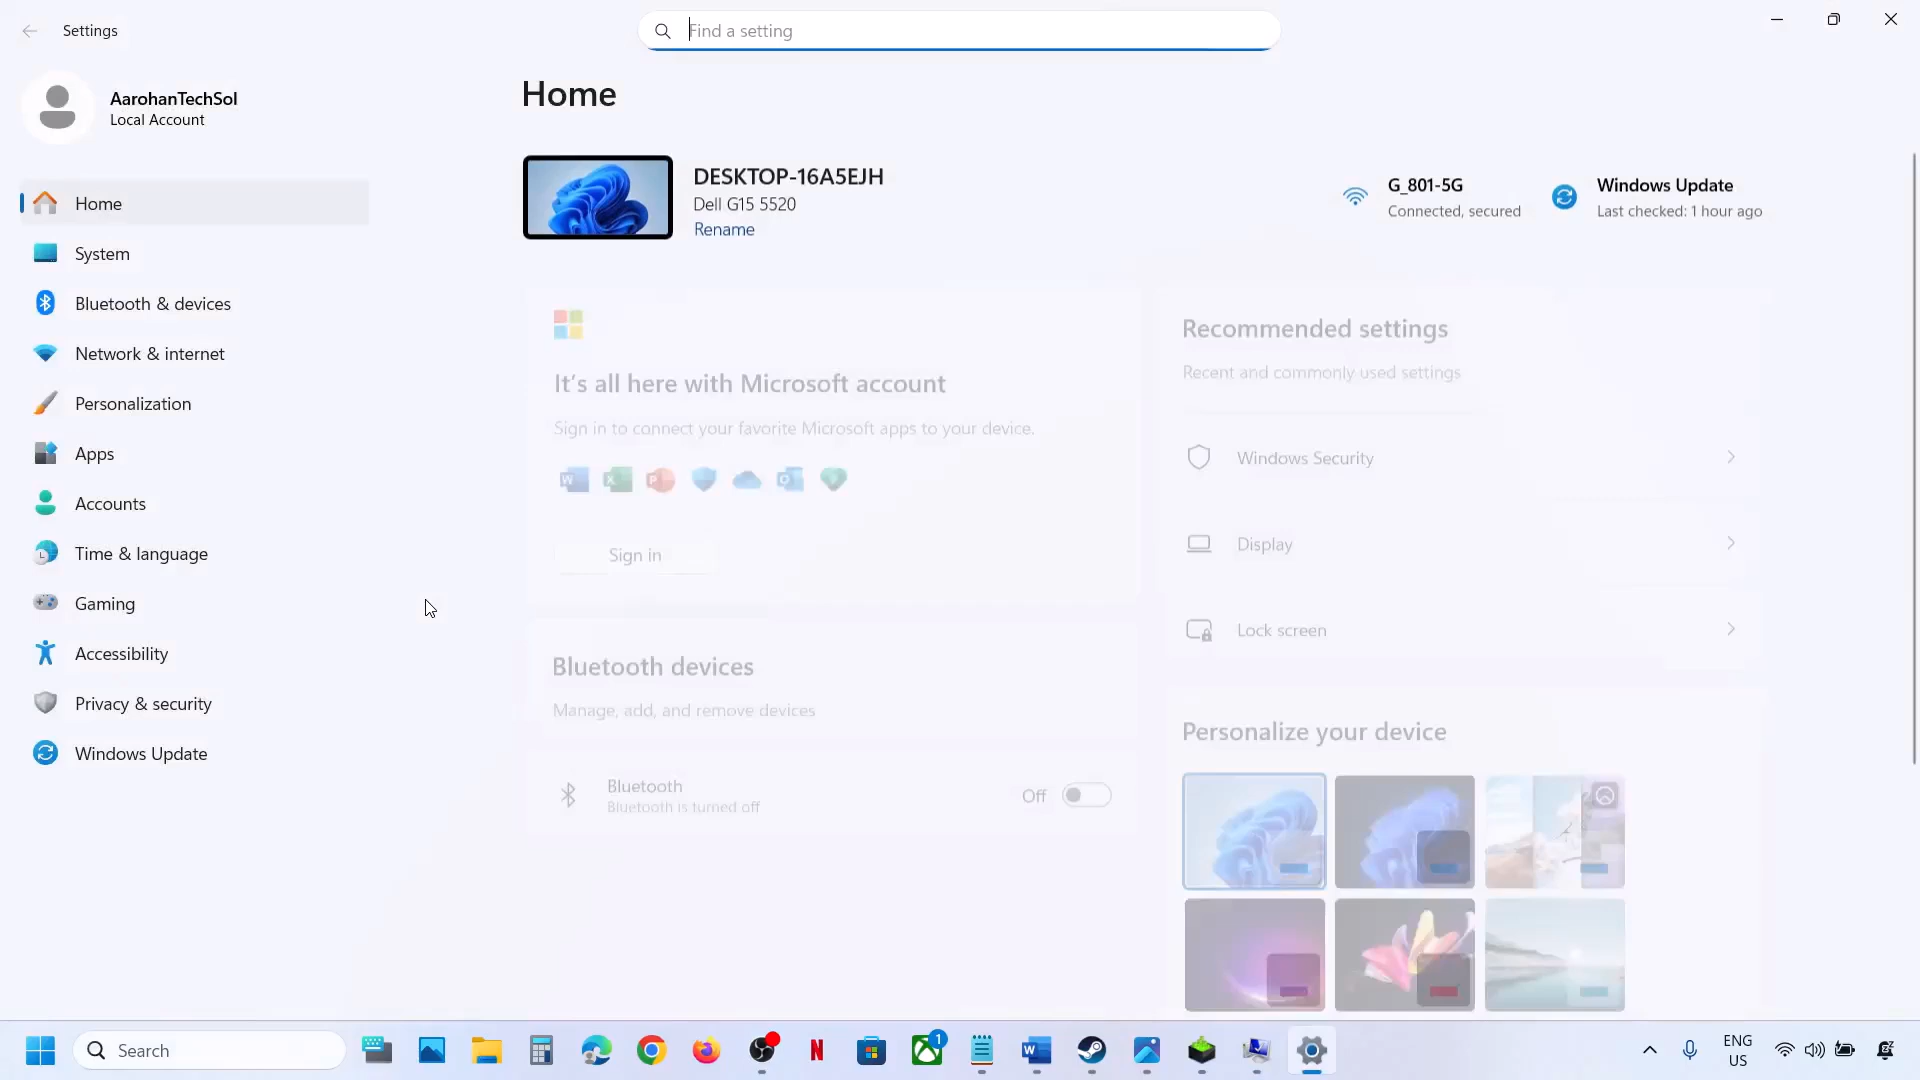 Settings
Find a setting
AarohanTechSol
Local Account
Home
System
Bluetooth & devices
Network & internet
Personalization
Apps
Accounts
Time & language
Gaming
Accessibility
Privacy & security
Windows Update
Home
DESKTOP-16A5EJH
Dell G15 5520
Rename
G_801-5G
Connected, secured
Windows Update
Last checked: 1 hour ago
It's all here with Microsoft account
Sign in to connect your favorite Microsoft apps to your device.
Sign in
Bluetooth devices
Manage, add, and remove devices
Bluetooth
Bluetooth is turned off
Off
Recommended settings
Recent and commonly used settings
Windows Security
Display
Lock screen
Personalize your device
Search
1
ENG
US